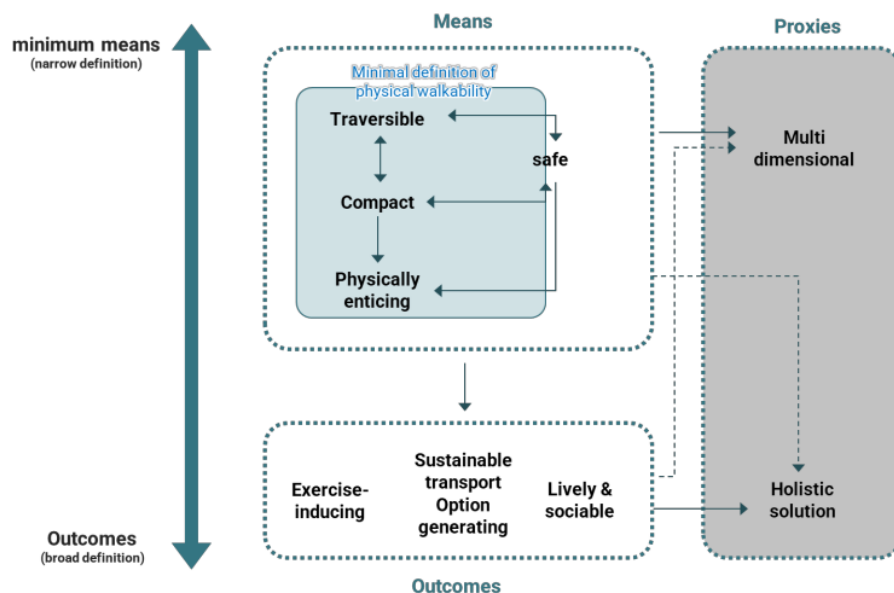 Means
Proxies
minimum means
(narrow definition)
Minimal definition of
physical walkability
Traversible
safe
Multi
dimensional
Compact
Physically
enticing
Exercise-
inducing
Sustainable
transport
Option
generating
Lively &
sociable
Holistic
solution
Outcomes
(broad definition)
Outcomes